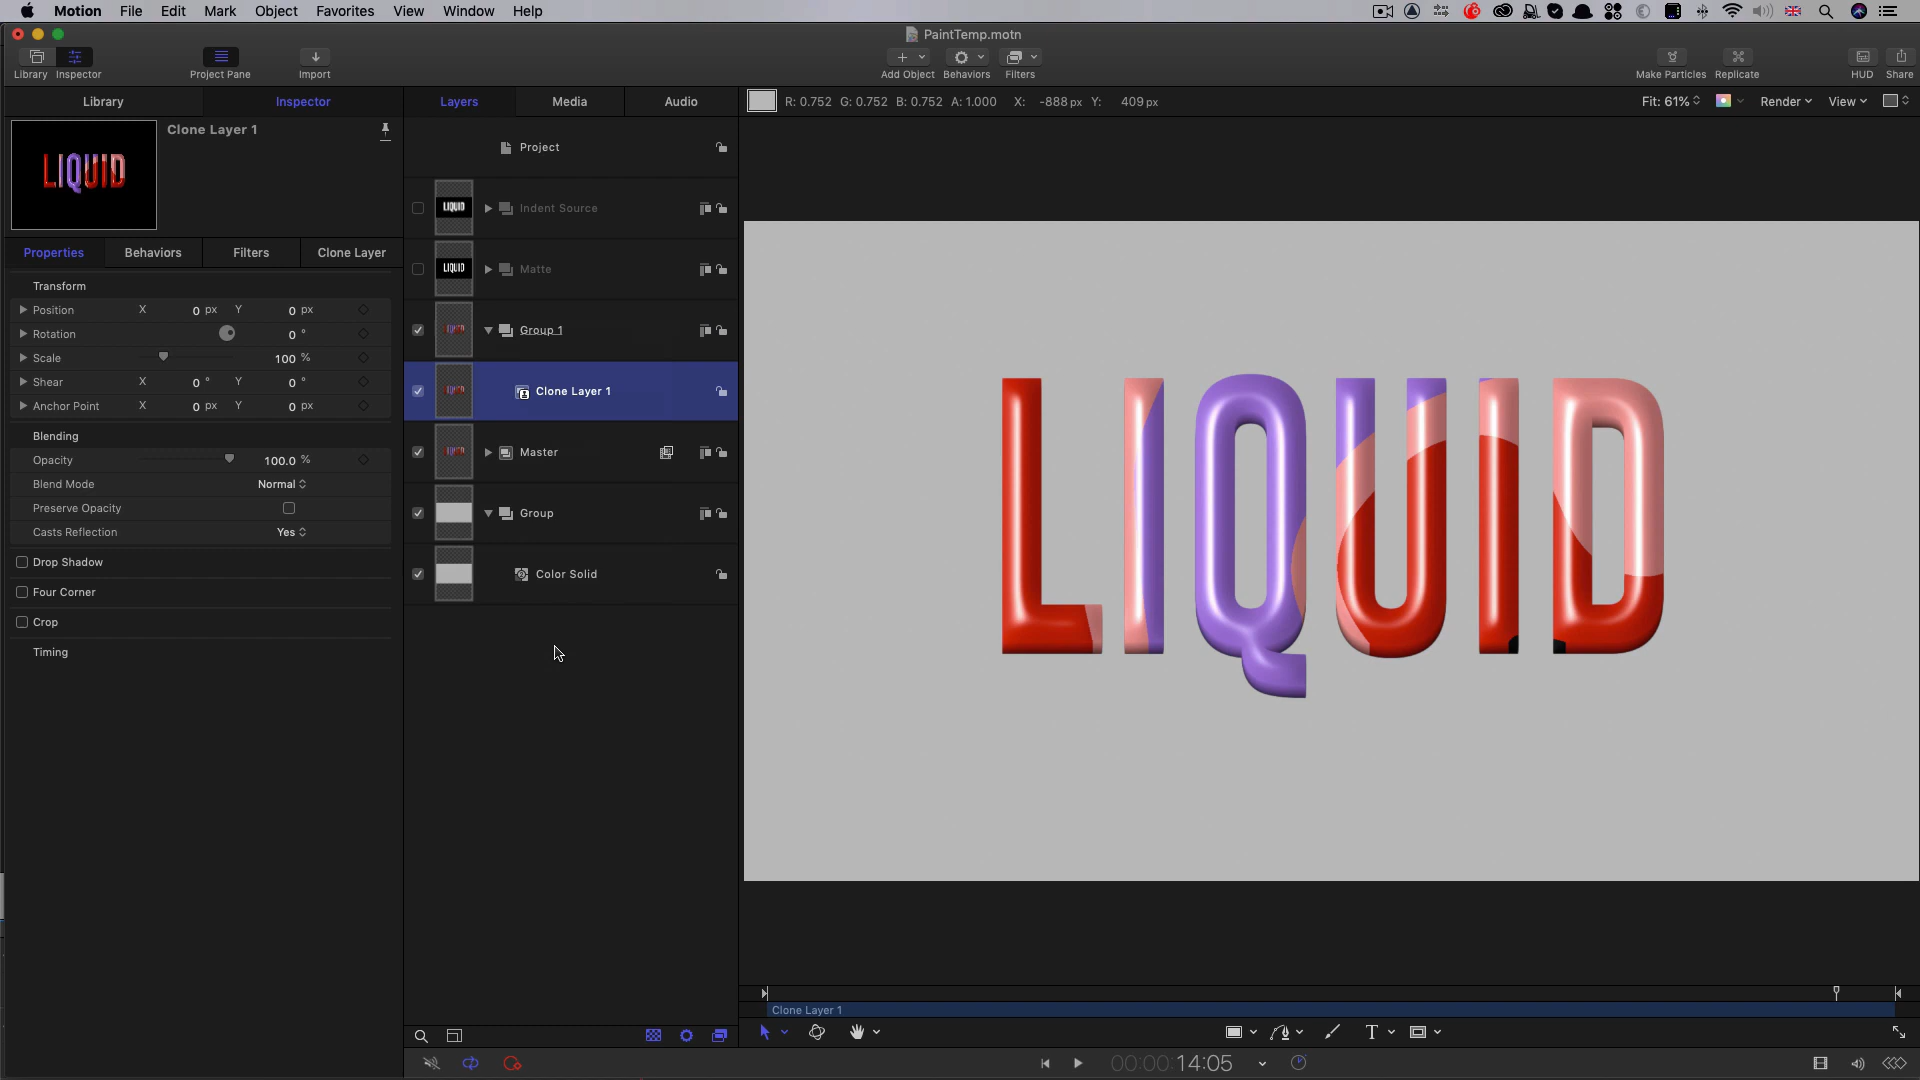 Motion File Edit Mark Object Favorites View Window Help
PaintTemp.motn
Library Inspector Project Pane Import Add Object Behaviors Filters Make Particles Replicate HUD Share
Library Inspector Layers Media Audio R: 0.752 G: 0.752 B: 0.752 A: 1.000 X: -888 px Y: 409 px Fit: 61% Render View
Clone Layer 1
LIQUID
Properties Behaviors Filters Clone Layer
Transform
Position X 0 px Y 0 px
Rotation 0 °
Scale 100 %
Shear X 0 ° Y 0 °
Anchor Point X 0 px Y 0 px
Blending
Opacity 100.0 %
Blend Mode Normal
Preserve Opacity
Casts Reflection Yes
Drop Shadow
Four Corner
Crop
Timing
Project
LIQUID Indent Source
LIQUID Matte
LIQUID Group 1
LIQUID Clone Layer 1
LIQUID Master
Group
Color Solid
LIQUID
Clone Layer 1
T
00:00:14:05